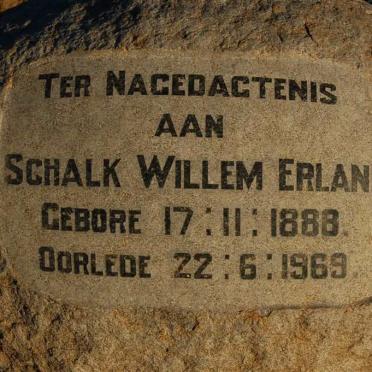 TER NAGEDACTENIS
AAN
SCHALK WILLEM ERLAN
GEBORE 17:11:1888.
OORLEDE 22:6:1969.